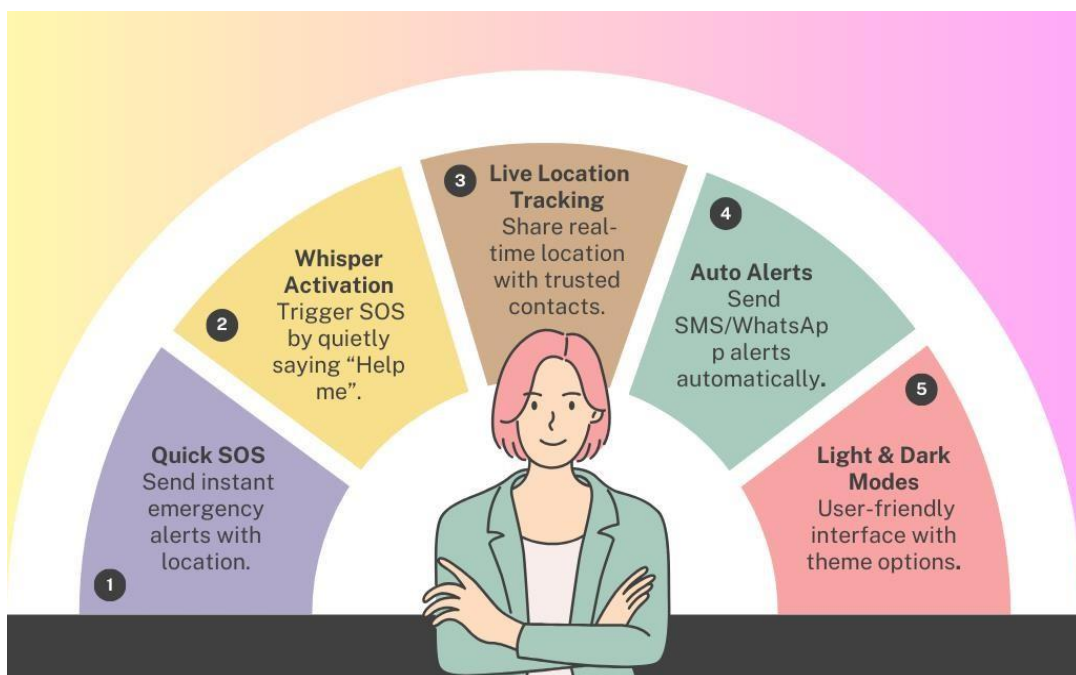 1
Quick SOS
Send instant
emergency
alerts with
location.
2
Whisper
Activation
Trigger SOS
by quietly
saying “Help
me”.
3
Live Location
Tracking
Share real-
time location
with trusted
contacts.
4
Auto Alerts
Send
SMS/WhatsAp
p alerts
automatically.
5
Light & Dark
Modes
User-friendly
interface with
theme options.